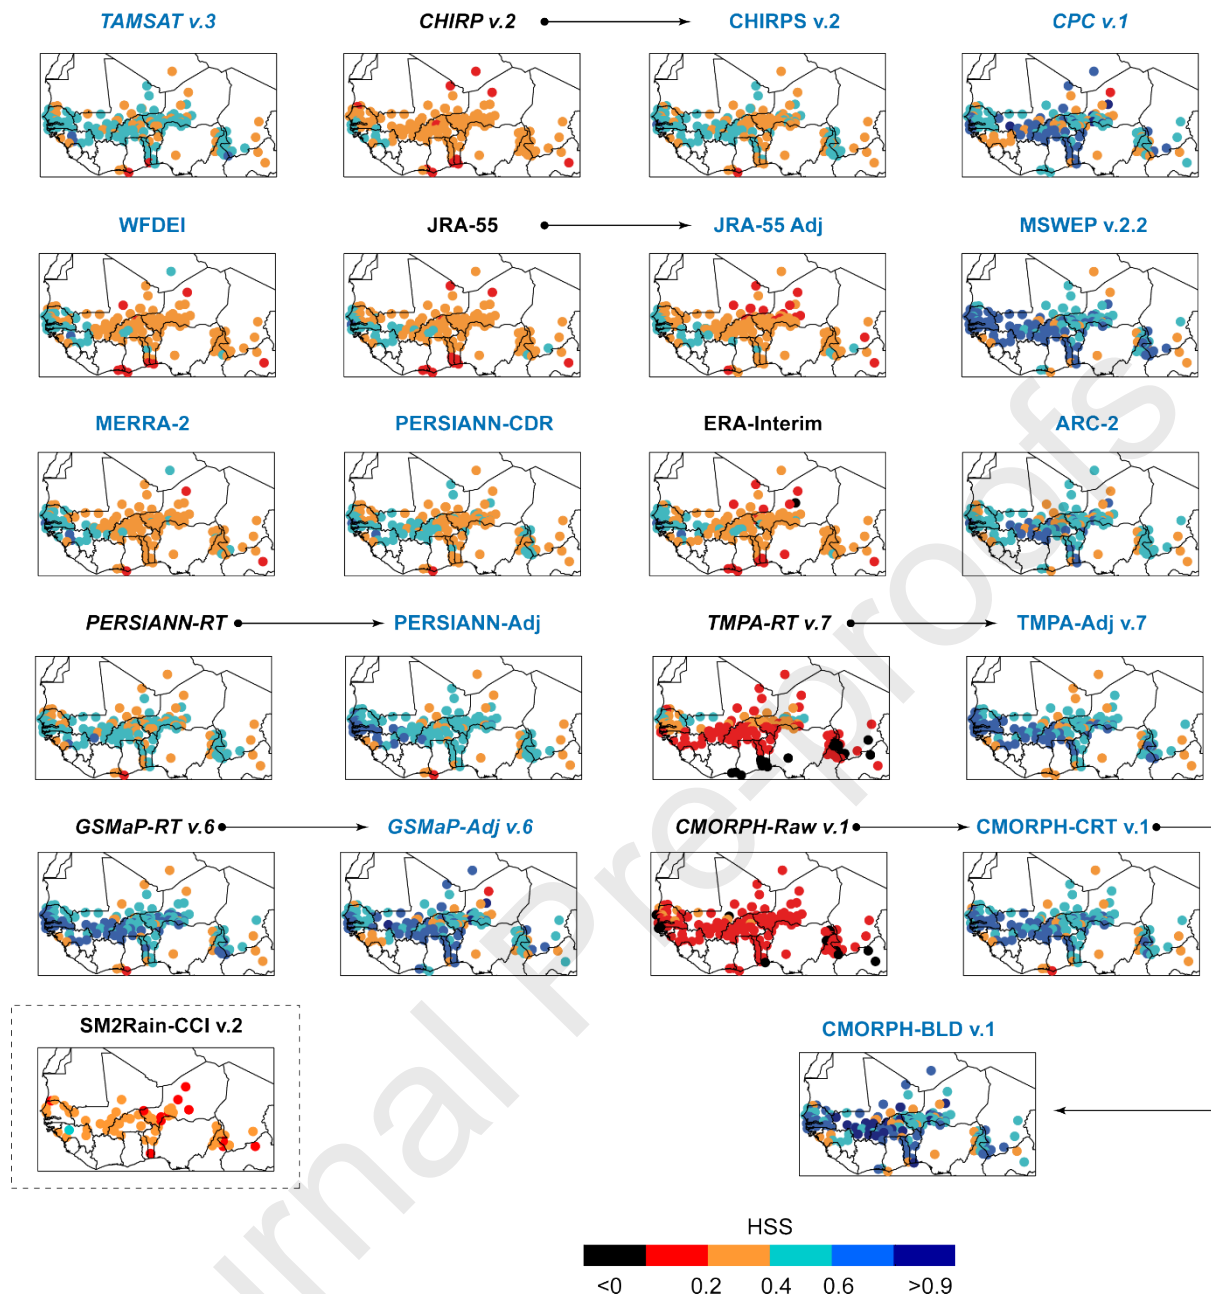 TAMSAT v.3 CHIRP v.2 CHIRPS v.2 CPC v.1
WFDEI JRA-55 JRA-55 Adj MSWEP v.2.2
MERRA-2 PERSIANN-CDR ERA-Interim ARC-2
PERSIANN-RT PERSIANN-Adj TMPA-RT v.7 TMPA-Adj v.7
GSMaP-RT v.6 GSMaP-Adj v.6 CMORPH-Raw v.1 CMORPH-CRT v.1
SM2Rain-CCI v.2 CMORPH-BLD v.1
HSS
<0 0.2 0.4 0.6 >0.9
urnal Pre-proofs